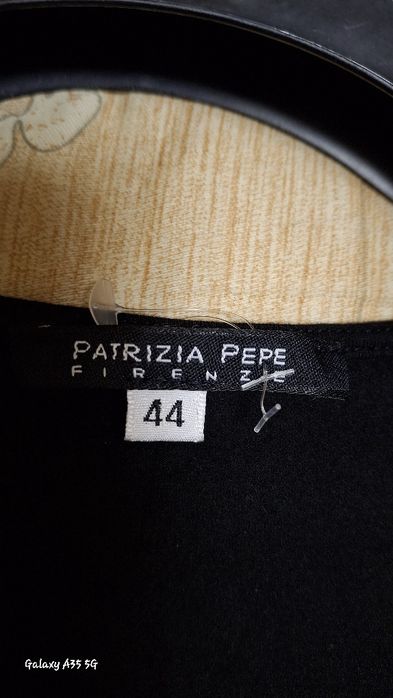 PATRIZIA PEPE
FIRENZE
44
Galaxy A35 5G